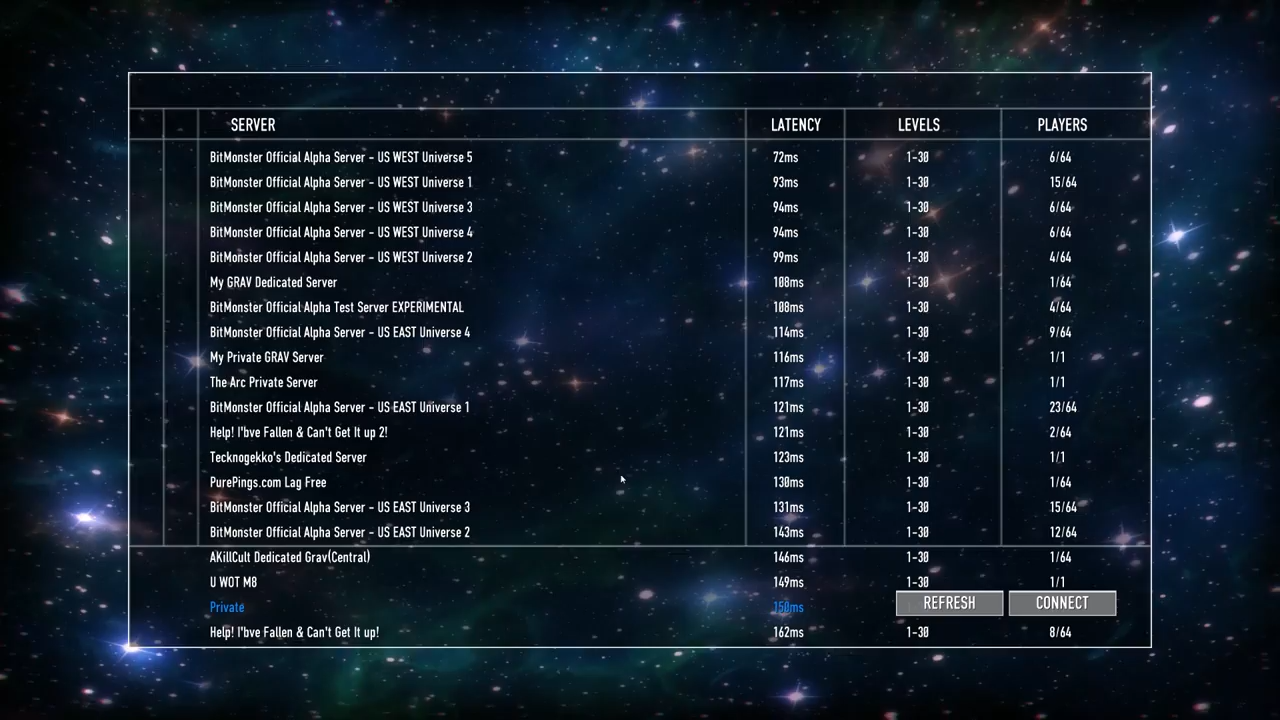 SERVER LATENCY LEVELS PLAYERS
BitMonster Official Alpha Server - US WEST Universe 5 72ms 1-30 6/64
BitMonster Official Alpha Server - US WEST Universe 1 93ms 1-30 15/64
BitMonster Official Alpha Server - US WEST Universe 3 94ms 1-30 6/64
BitMonster Official Alpha Server - US WEST Universe 4 94ms 1-30 6/64
BitMonster Official Alpha Server - US WEST Universe 2 99ms 1-30 4/64
My GRAV Dedicated Server 108ms 1-30 1/64
BitMonster Official Alpha Test Server EXPERIMENTAL 108ms 1-30 4/64
BitMonster Official Alpha Server - US EAST Universe 4 114ms 1-30 9/64
My Private GRAV Server 116ms 1-30 1/1
The Arc Private Server 117ms 1-30 1/1
BitMonster Official Alpha Server - US EAST Universe 1 121ms 1-30 23/64
Help! I'bve Fallen & Can't Get It up 2! 121ms 1-30 2/64
Tecknogekko's Dedicated Server 123ms 1-30 1/1
PurePings.com Lag Free 130ms 1-30 1/64
BitMonster Official Alpha Server - US EAST Universe 3 131ms 1-30 15/64
BitMonster Official Alpha Server - US EAST Universe 2 143ms 1-30 12/64
AKillCult Dedicated Grav(Central) 146ms 1-30 1/64
U WOT M8 149ms 1-30 1/1
Private 150ms REFRESH CONNECT
Help! I'bve Fallen & Can't Get It up! 162ms 1-30 8/64